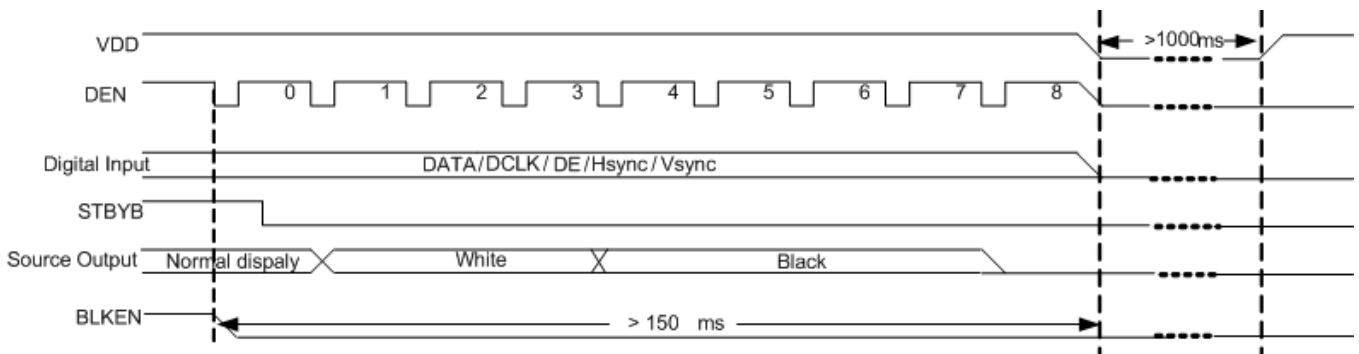 VDD >1000ms
DEN 0 1 2 3 4 5 6 7 8
Digital Input DATA/DCLK/ DE/Hsync/Vsync
STBYB
Source Output Normal dispaly White Black
BLKEN > 150 ms